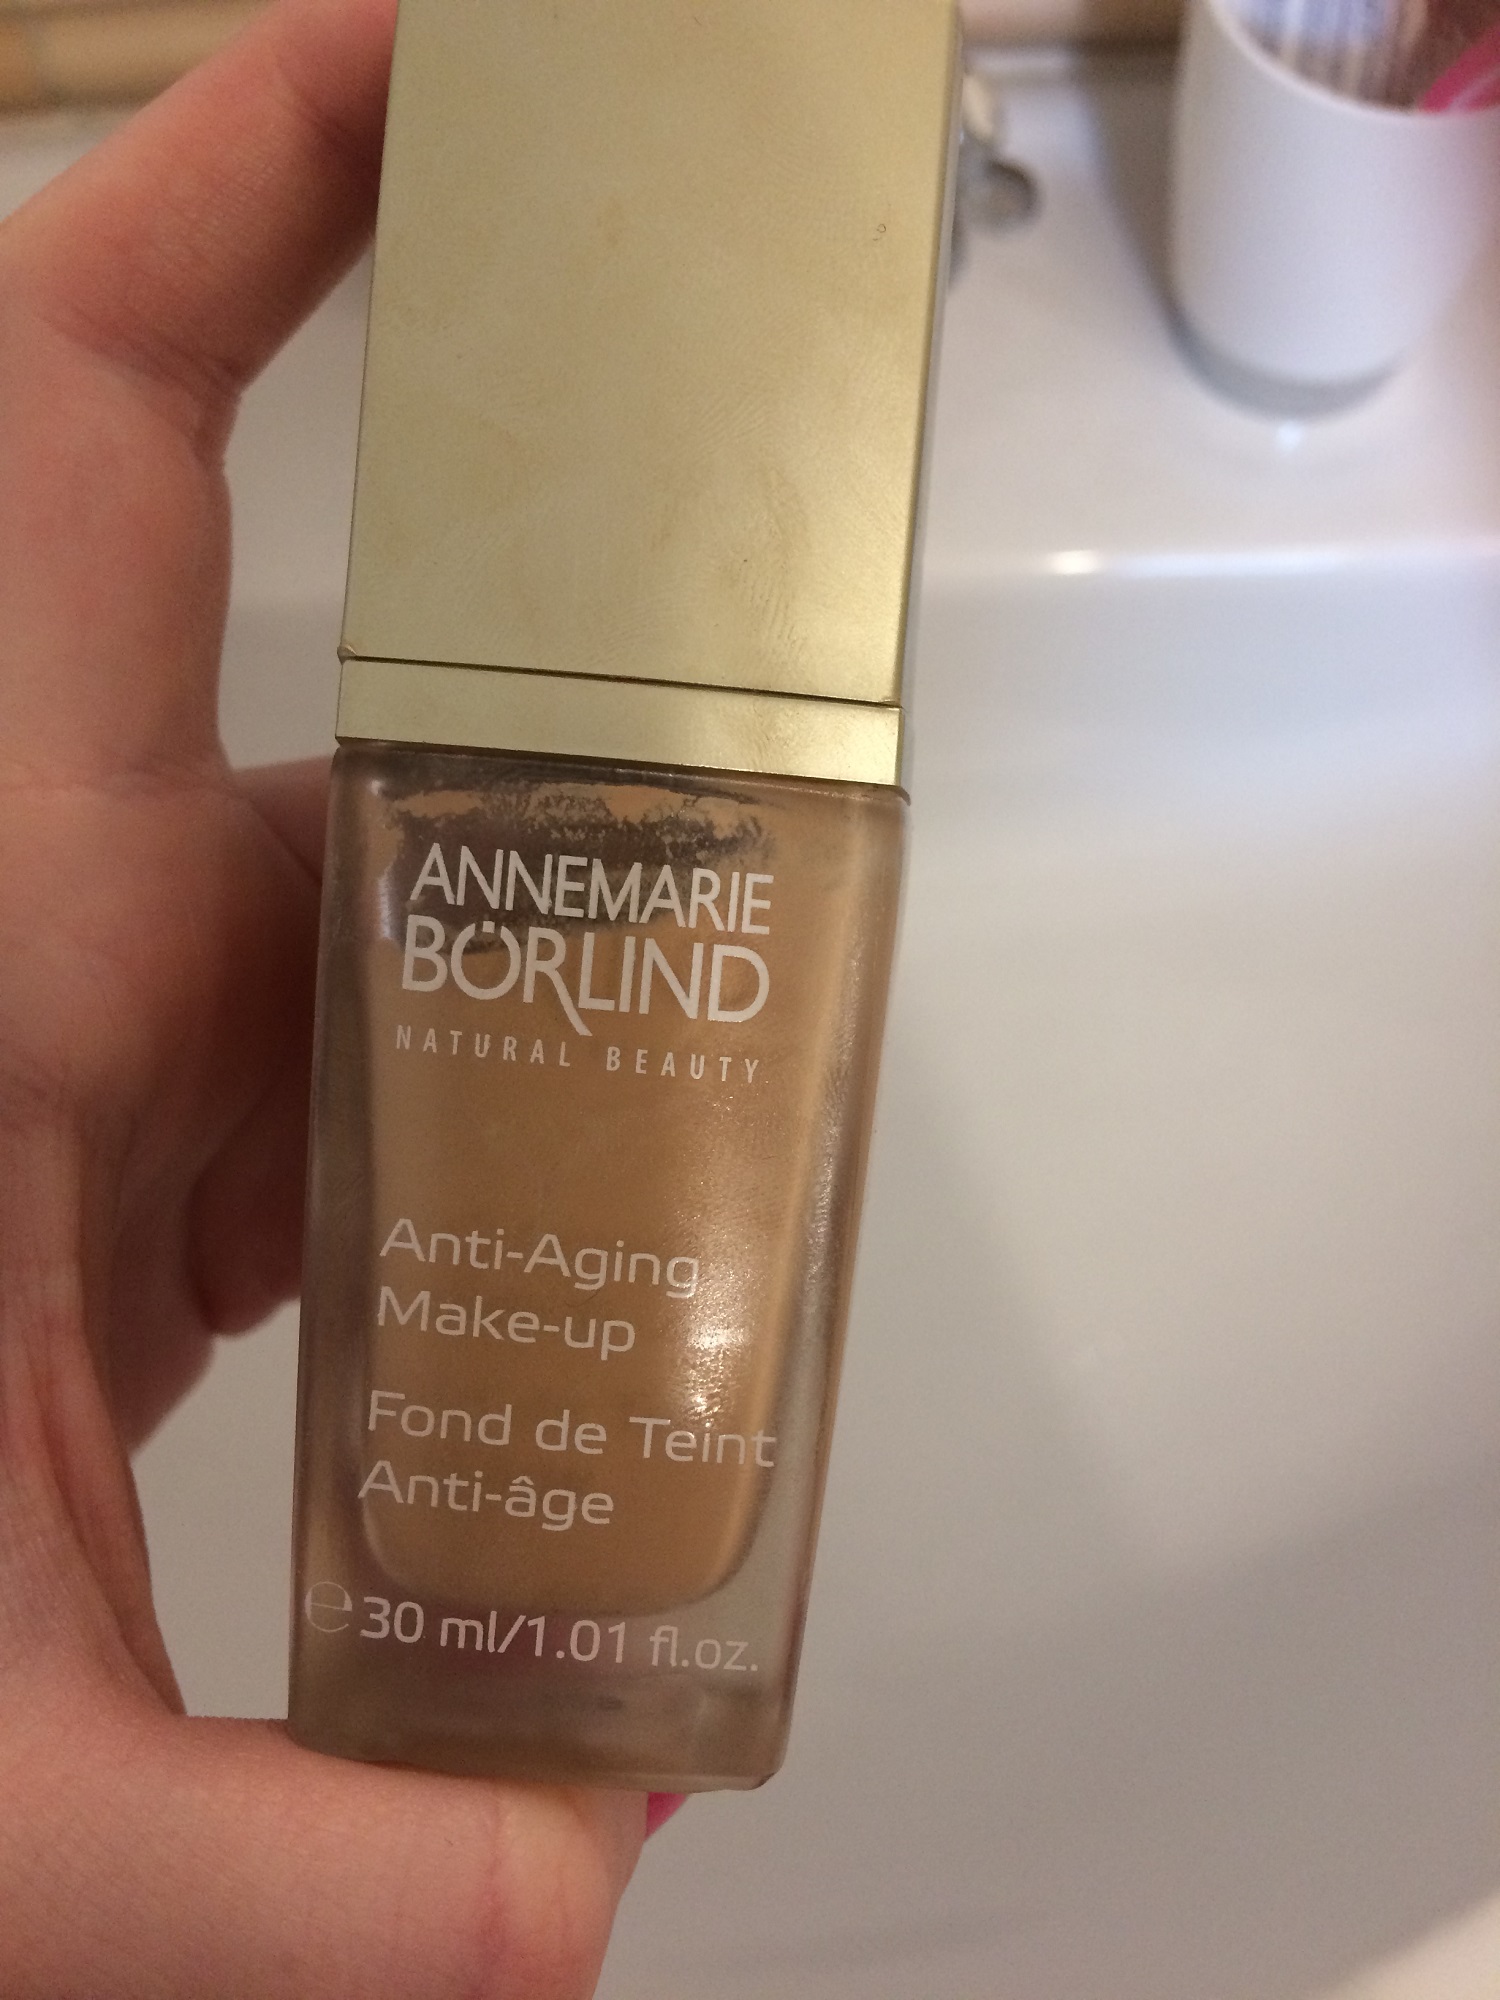 ANNEMARIE
BÖRLIND
NATURAL BEAUTY
Anti-Aging
Make-up
Fond de Teint
Anti-âge
℮30 ml/1.01 fl.oz.